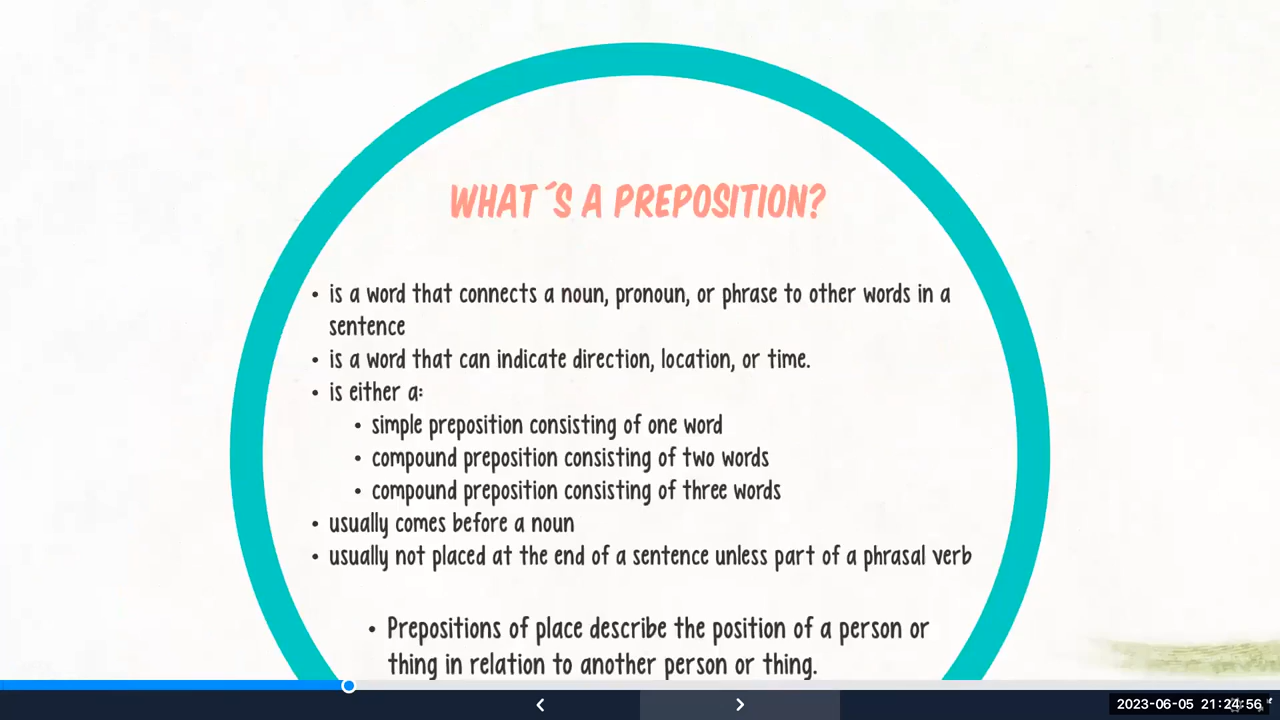 WHAT´S A PREPOSITION?
• is a word that connects a noun, pronoun, or phrase to other words in a
sentence
• is a word that can indicate direction, location, or time.
• is either a:
• simple preposition consisting of one word
• compound preposition consisting of two words
• compound preposition consisting of three words
• usually comes before a noun
• usually not placed at the end of a sentence unless part of a phrasal verb
• Prepositions of place describe the position of a person or
thing in relation to another person or thing.
2023-06-05 21:24:56